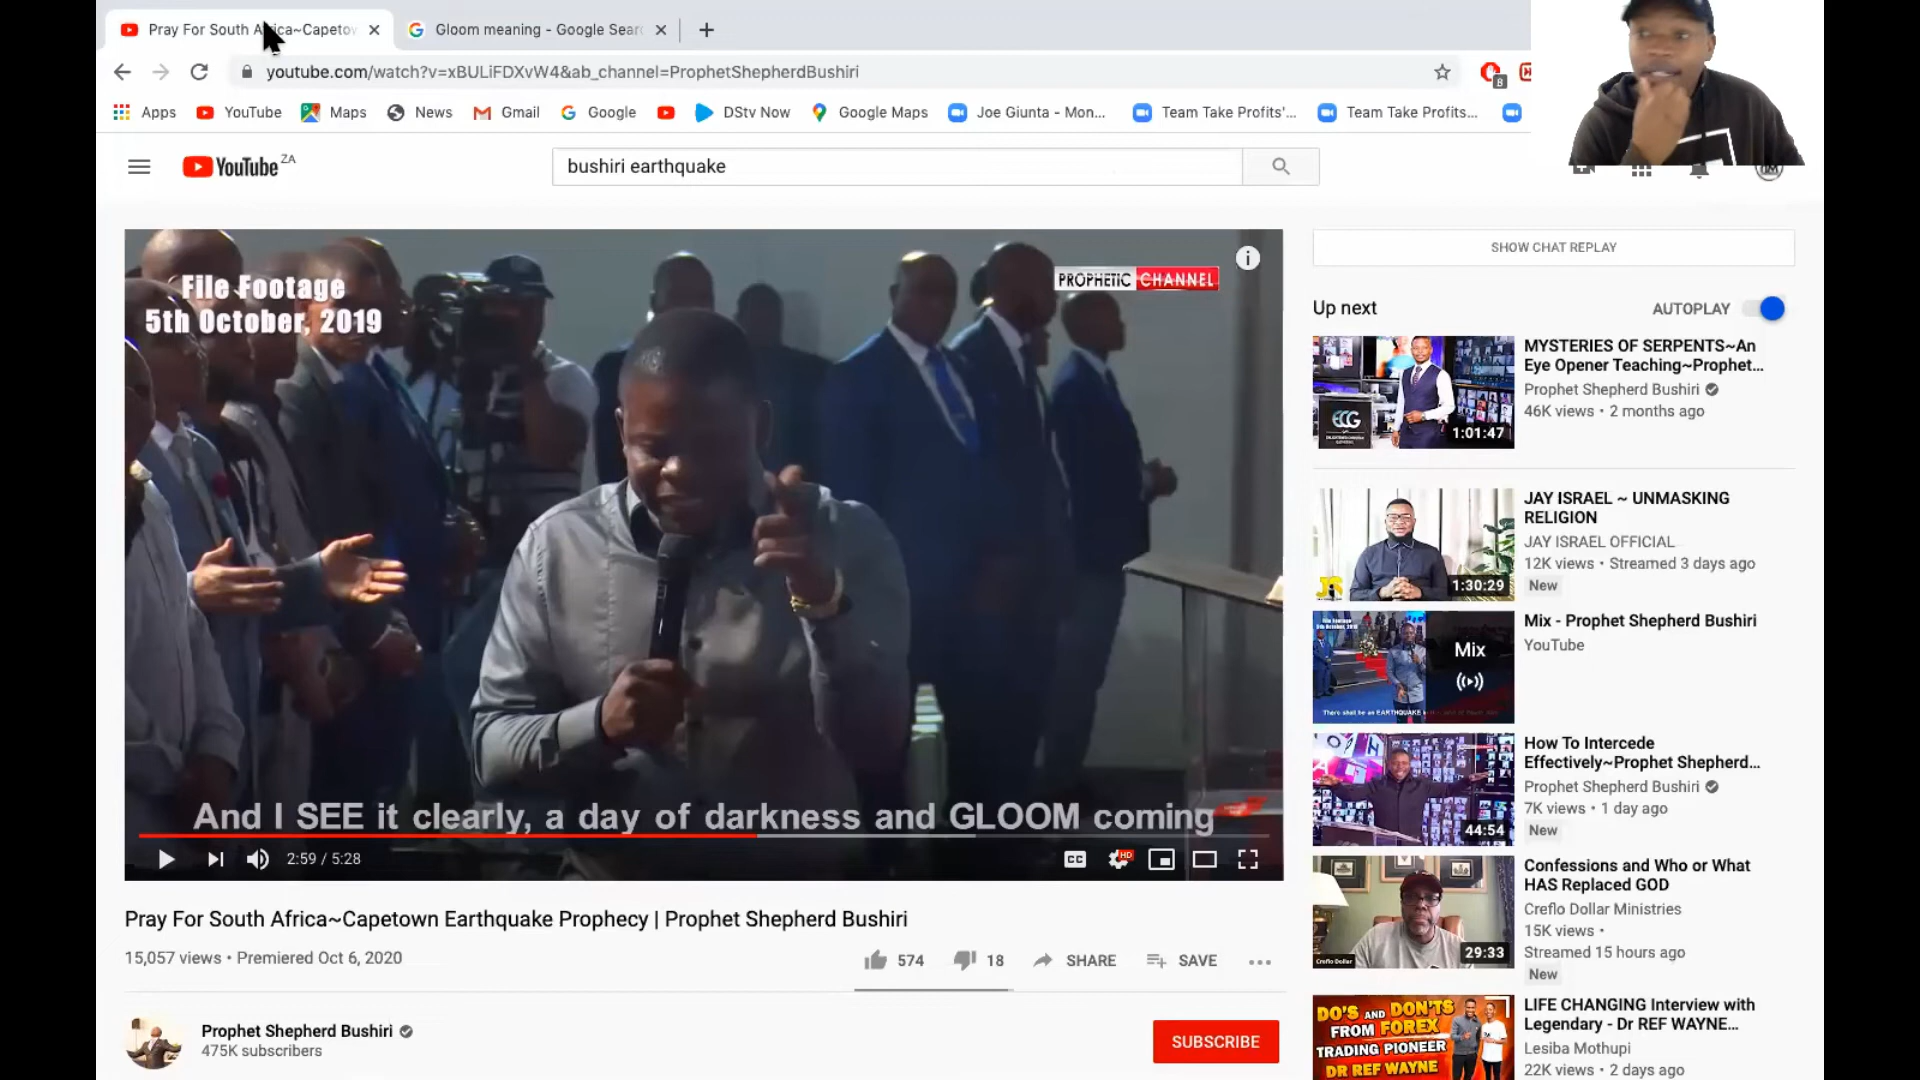 Pray For South Africa~Capetow
Gloom meaning - Google Sear
youtube.com/watch?v=xBULiFDXvW4&ab_channel=ProphetShepherdBushiri
Apps
YouTube
Maps
News
Gmail
Google
DStv Now
Google Maps
Joe Giunta - Mon...
Team Take Profits'...
Team Take Profits...
YouTube ZA
bushiri earthquake
File Footage
5th October, 2019
PROPHETIC CHANNEL
And I SEE it clearly, a day of darkness and GLOOM coming
2:59 / 5:28
CC
HD
Pray For South Africa~Capetown Earthquake Prophecy | Prophet Shepherd Bushiri
15,057 views • Premiered Oct 6, 2020
574
18
SHARE
SAVE
Prophet Shepherd Bushiri
475K subscribers
SUBSCRIBE
SHOW CHAT REPLAY
Up next
AUTOPLAY
ECG
1:01:47
MYSTERIES OF SERPENTS~An
Eye Opener Teaching~Prophet...
Prophet Shepherd Bushiri
46K views • 2 months ago
1:30:29
JAY ISRAEL ~ UNMASKING
RELIGION
JAY ISRAEL OFFICIAL
12K views • Streamed 3 days ago
New
Mix
Mix - Prophet Shepherd Bushiri
YouTube
44:54
How To Intercede
Effectively~Prophet Shepherd...
Prophet Shepherd Bushiri
7K views • 1 day ago
New
Creflo Dollar
29:33
Confessions and Who or What
HAS Replaced GOD
Creflo Dollar Ministries
15K views •
Streamed 15 hours ago
New
DO'S AND DON'TS
FROM FOREX
TRADING PIONEER
DR REF WAYNE
LIFE CHANGING Interview with
Legendary - Dr REF WAYNE...
Lesiba Mothupi
22K views • 2 days ago